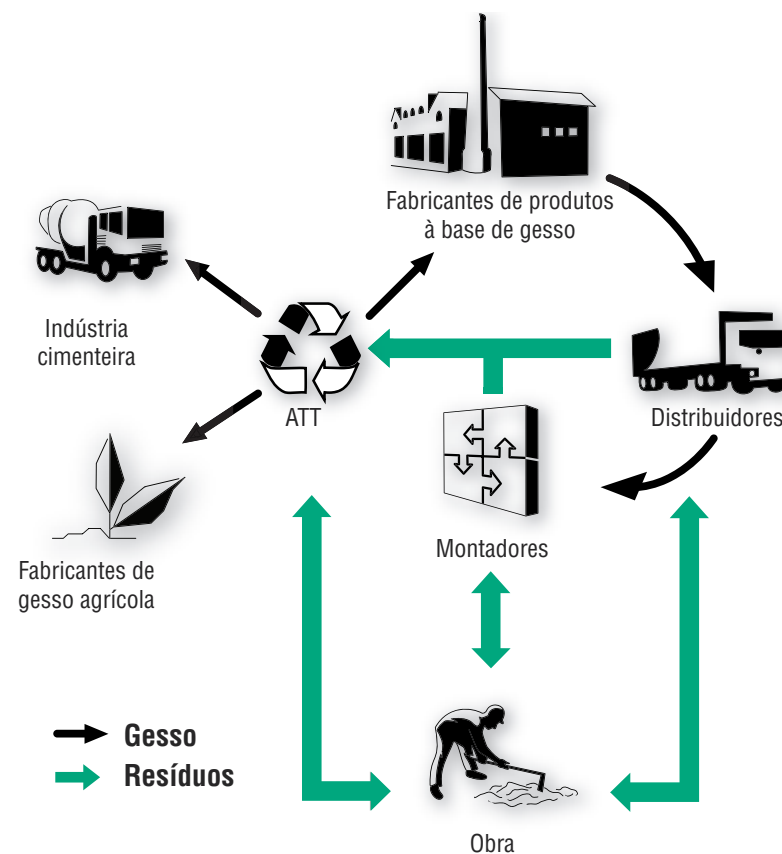 Fabricantes de produtos
à base de gesso
Indústria
cimenteira
ATT
Distribuidores
Montadores
Fabricantes de
gesso agrícola
Gesso
Resíduos
Obra